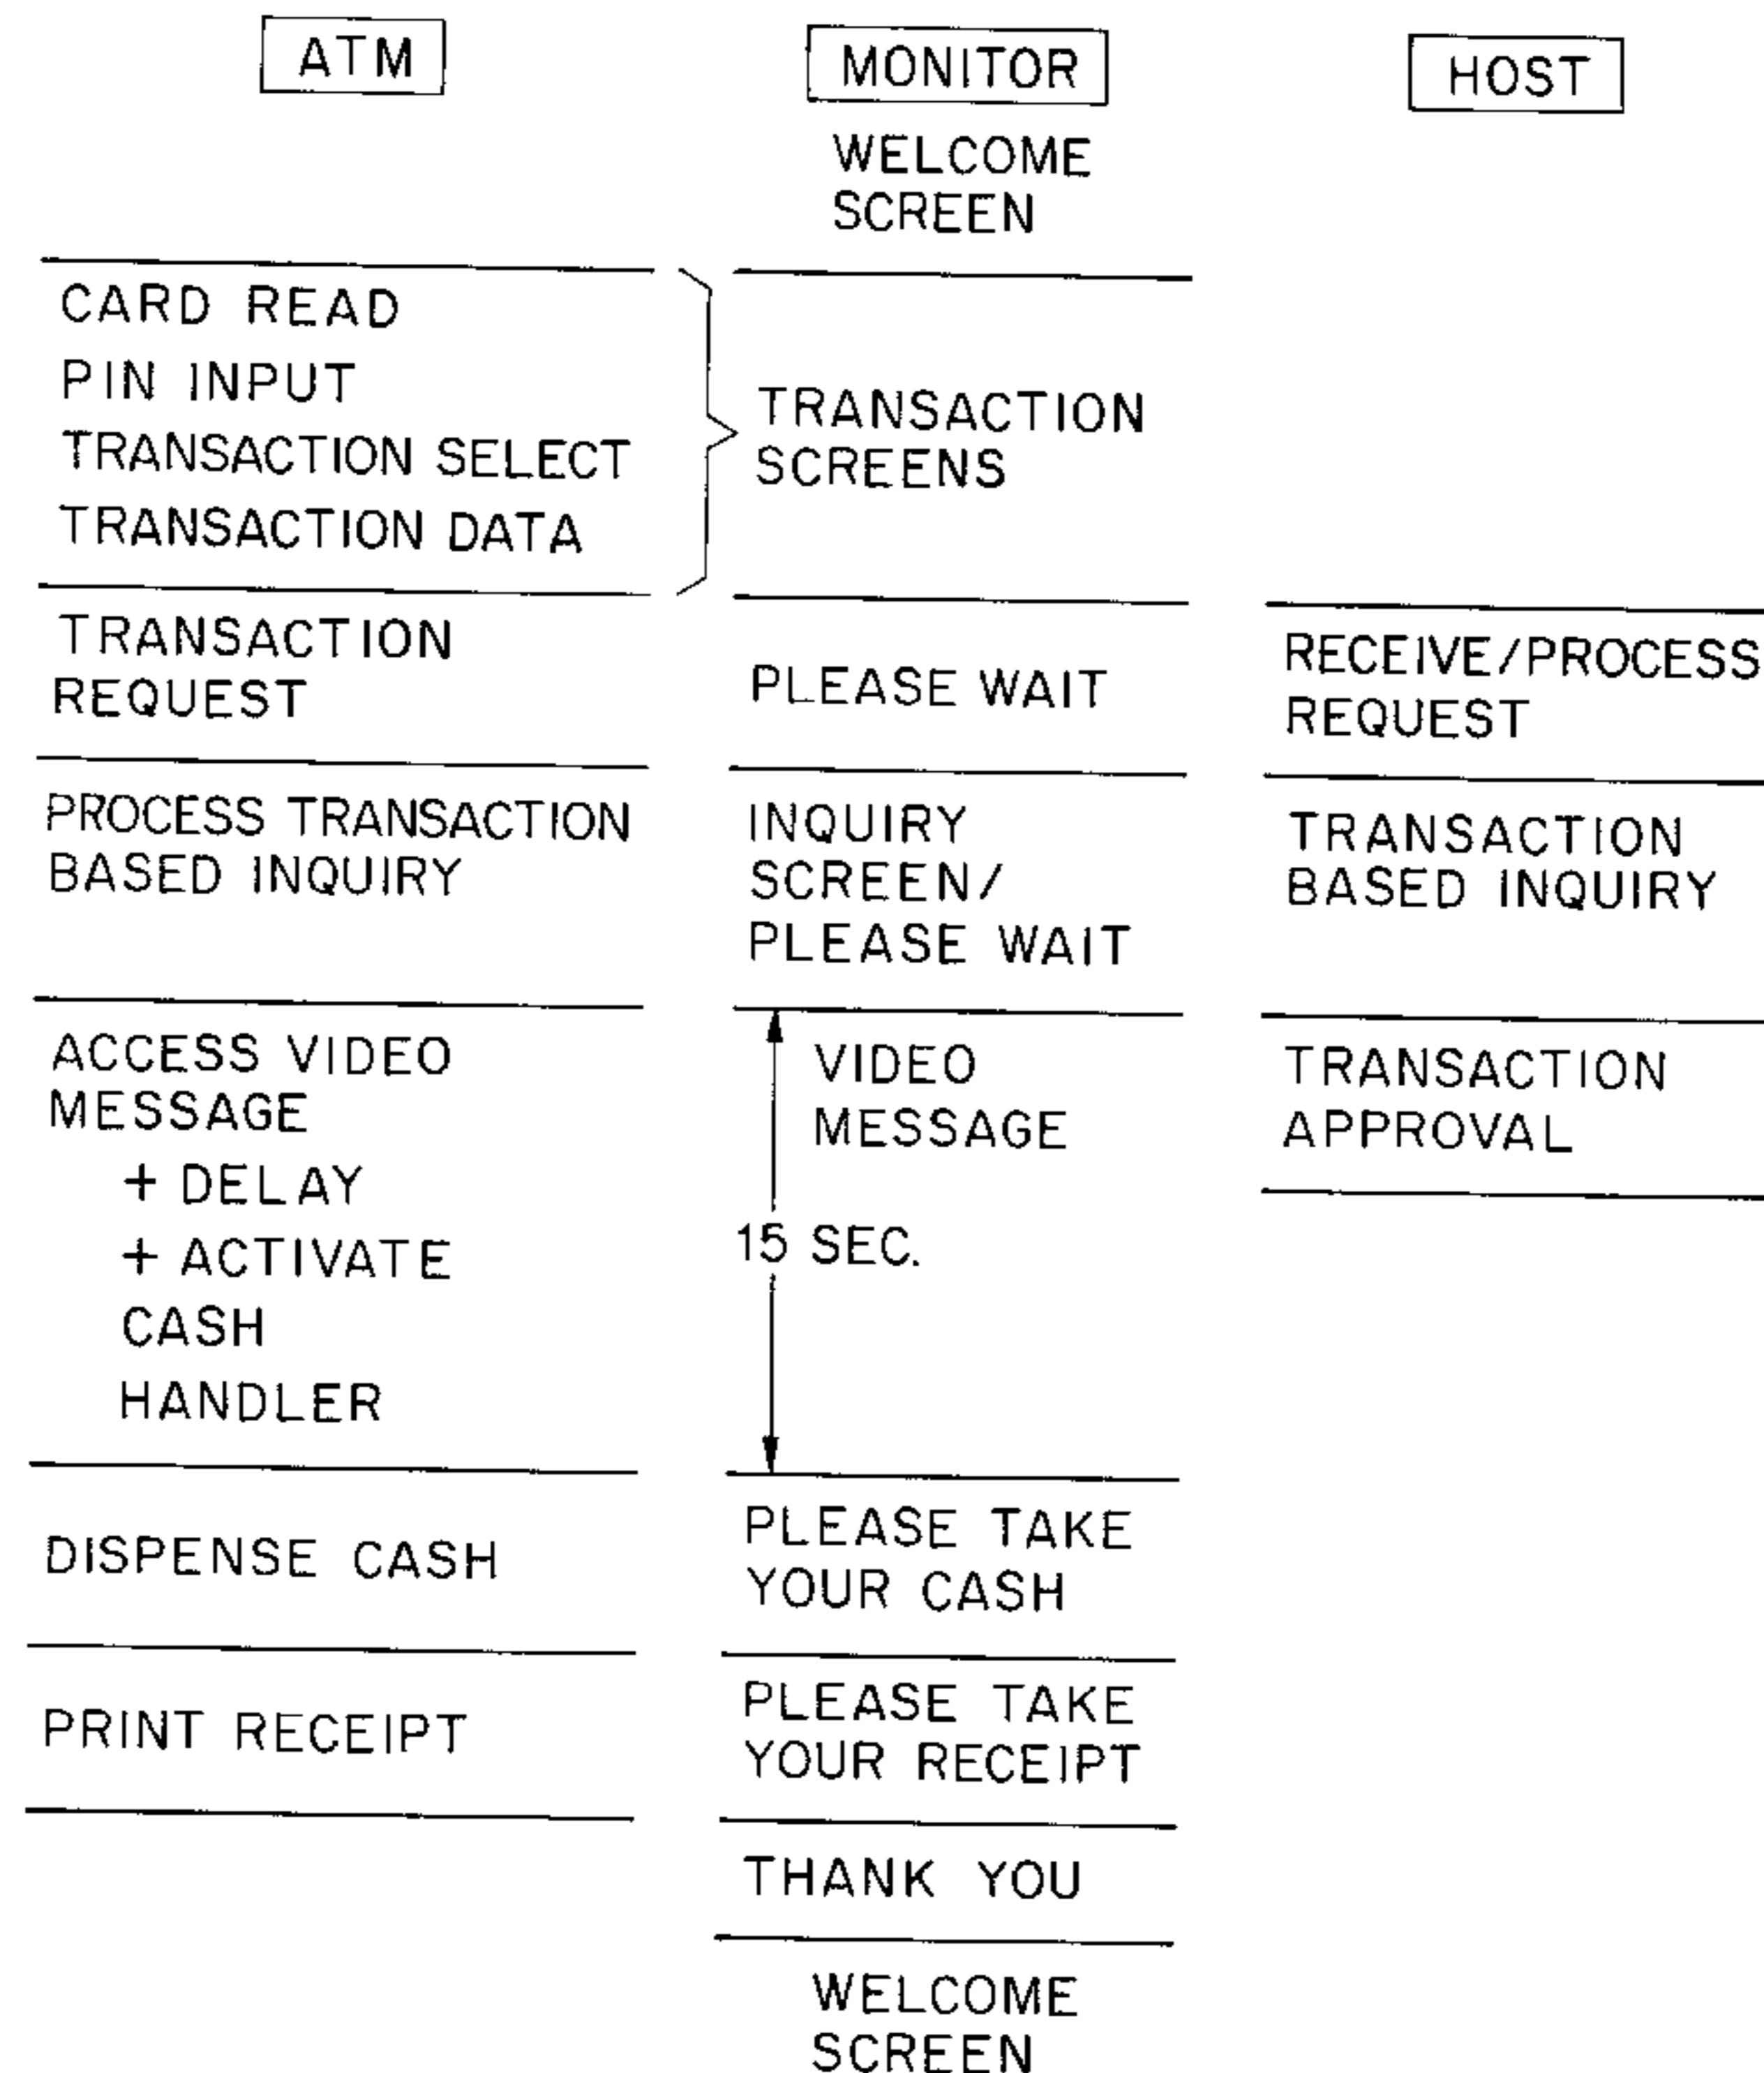 ATM
MONITOR
HOST
WELCOME
SCREEN
CARD READ
PIN INPUT
TRANSACTION SELECT
TRANSACTION DATA
TRANSACTION
SCREENS
TRANSACTION
REQUEST
PLEASE WAIT
RECEIVE/PROCESS
REQUEST
PROCESS TRANSACTION
BASED INQUIRY
INQUIRY
SCREEN/
PLEASE WAIT
TRANSACTION
BASED INQUIRY
ACCESS VIDEO
MESSAGE
+ DELAY
+ ACTIVATE
CASH
HANDLER
VIDEO
MESSAGE
15 SEC.
TRANSACTION
APPROVAL
DISPENSE CASH
PLEASE TAKE
YOUR CASH
PRINT RECEIPT
PLEASE TAKE
YOUR RECEIPT
THANK YOU
WELCOME
SCREEN